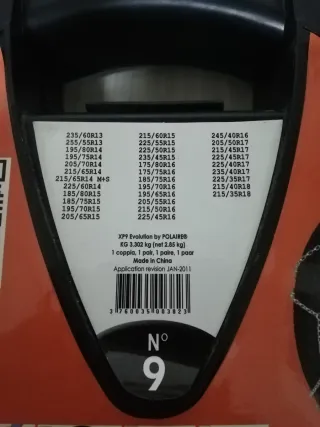 235/60R13
255/55R13
195/80R14
195/75R14
205/70R14
215/65R14
215/65R14 M+S
225/60R14
185/80R15
185/75R15
195/70R15
205/65R15
215/60R15
225/55R15
225/50R15
235/45R15
175/80R16
175/75R16
185/75R16
195/70R16
195/65R16
205/55R16
215/50R16
225/45R16
245/40R16
205/50R17
215/45R17
225/45R17
225/40R17
235/40R17
225/35R17
215/40R18
215/35R18
XP9 Evolution by POLAIRE®
KG 3.302 kg (net 2.85 kg)
1 coppia, 1 pair, 1 paire, 1 paar
Made in China
Application revision JAN-2011
3 760035 003823
N°
9